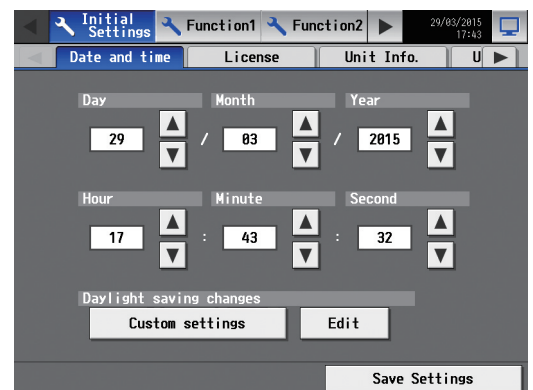 Initial Settings Function1 Function2 29/03/2015 17:43
Date and time License Unit Info. U
Day Month Year
29 / 03 / 2015
Hour Minute Second
17 : 43 : 32
Daylight saving changes
Custom settings Edit
Save Settings